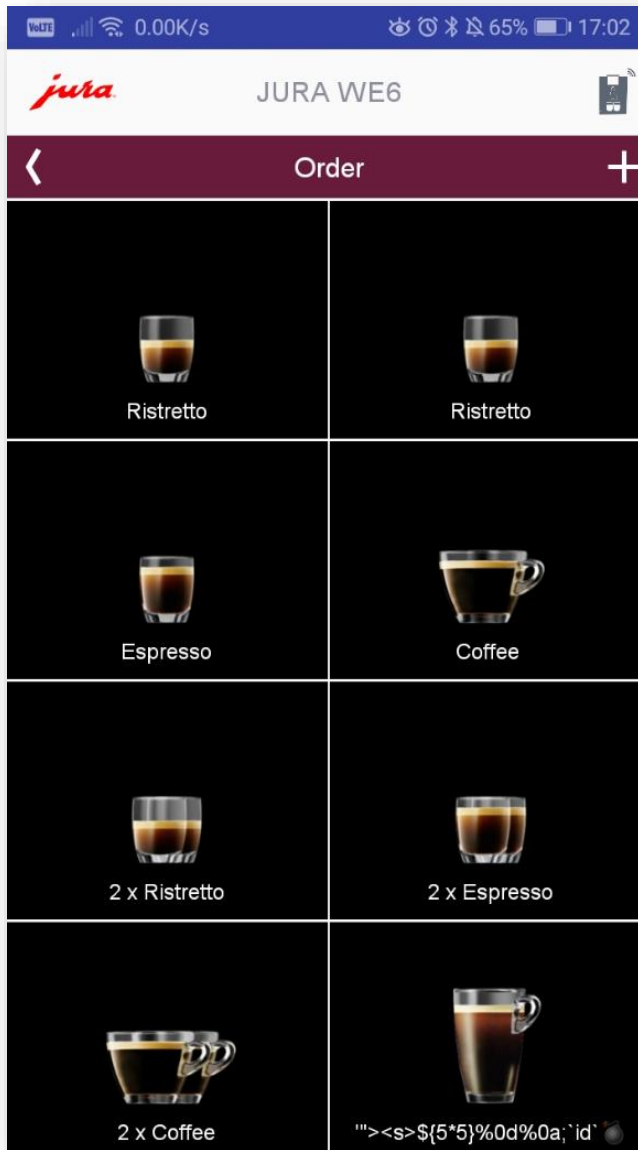 VoLTE 0.00K/s 65% 17:02
jura JURA WE6
Order
Ristretto Ristretto
Espresso Coffee
2 x Ristretto 2 x Espresso
2 x Coffee '"><s>${5*5}%0d%0a;`id` 💣